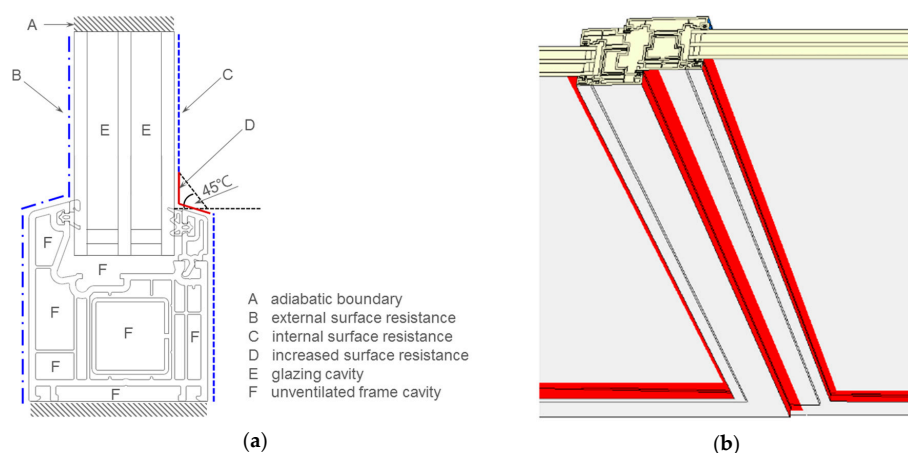 A
B
C
D
E E
45℃
F
F
F F F
F
F
A adiabatic boundary
B external surface resistance
C internal surface resistance
D increased surface resistance
E glazing cavity
F unventilated frame cavity
(a)
(b)